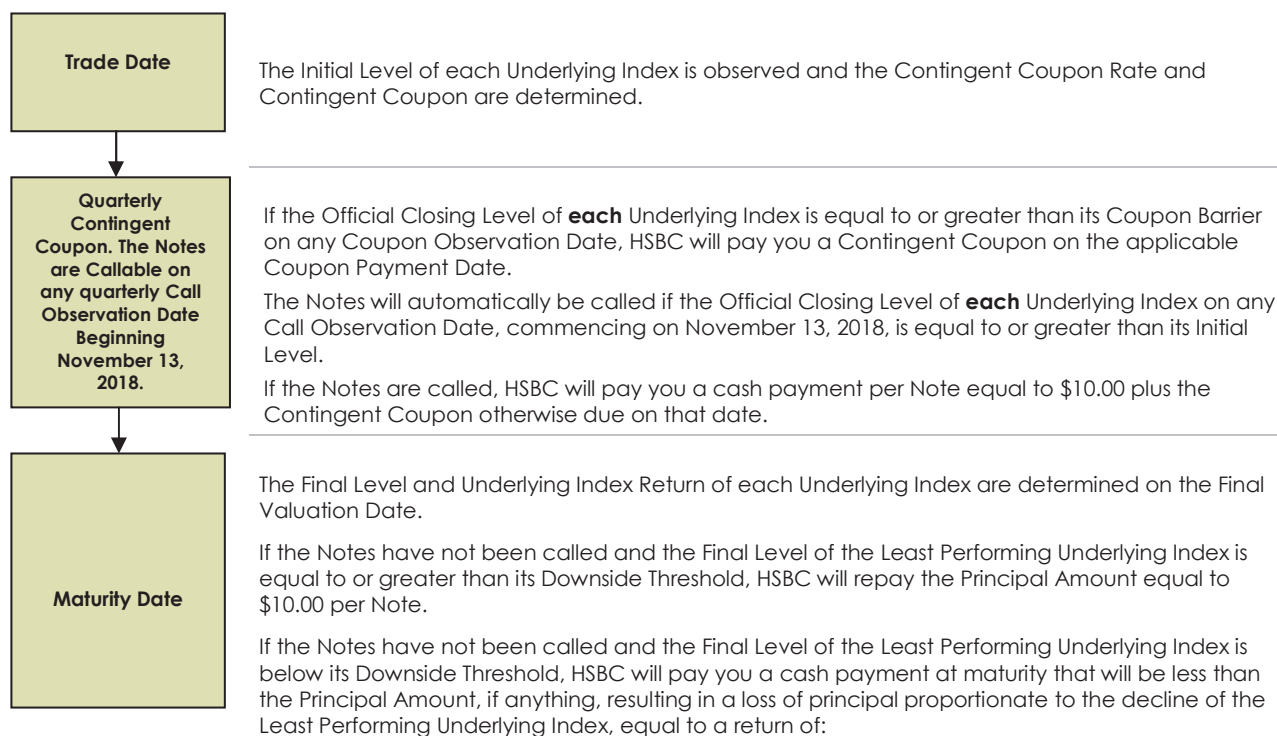 Trade Date
The Initial Level of each Underlying Index is observed and the Contingent Coupon Rate and
Contingent Coupon are determined.
Quarterly
Contingent
Coupon. The Notes
are Callable on
any quarterly Call
Observation Date
Beginning
November 13,
2018.
If the Official Closing Level of each Underlying Index is equal to or greater than its Coupon Barrier
on any Coupon Observation Date, HSBC will pay you a Contingent Coupon on the applicable
Coupon Payment Date.
The Notes will automatically be called if the Official Closing Level of each Underlying Index on any
Call Observation Date, commencing on November 13, 2018, is equal to or greater than its Initial
Level.
If the Notes are called, HSBC will pay you a cash payment per Note equal to $10.00 plus the
Contingent Coupon otherwise due on that date.
Maturity Date
The Final Level and Underlying Index Return of each Underlying Index are determined on the Final
Valuation Date.
If the Notes have not been called and the Final Level of the Least Performing Underlying Index is
equal to or greater than its Downside Threshold, HSBC will repay the Principal Amount equal to
$10.00 per Note.
If the Notes have not been called and the Final Level of the Least Performing Underlying Index is
below its Downside Threshold, HSBC will pay you a cash payment at maturity that will be less than
the Principal Amount, if anything, resulting in a loss of principal proportionate to the decline of the
Least Performing Underlying Index, equal to a return of: